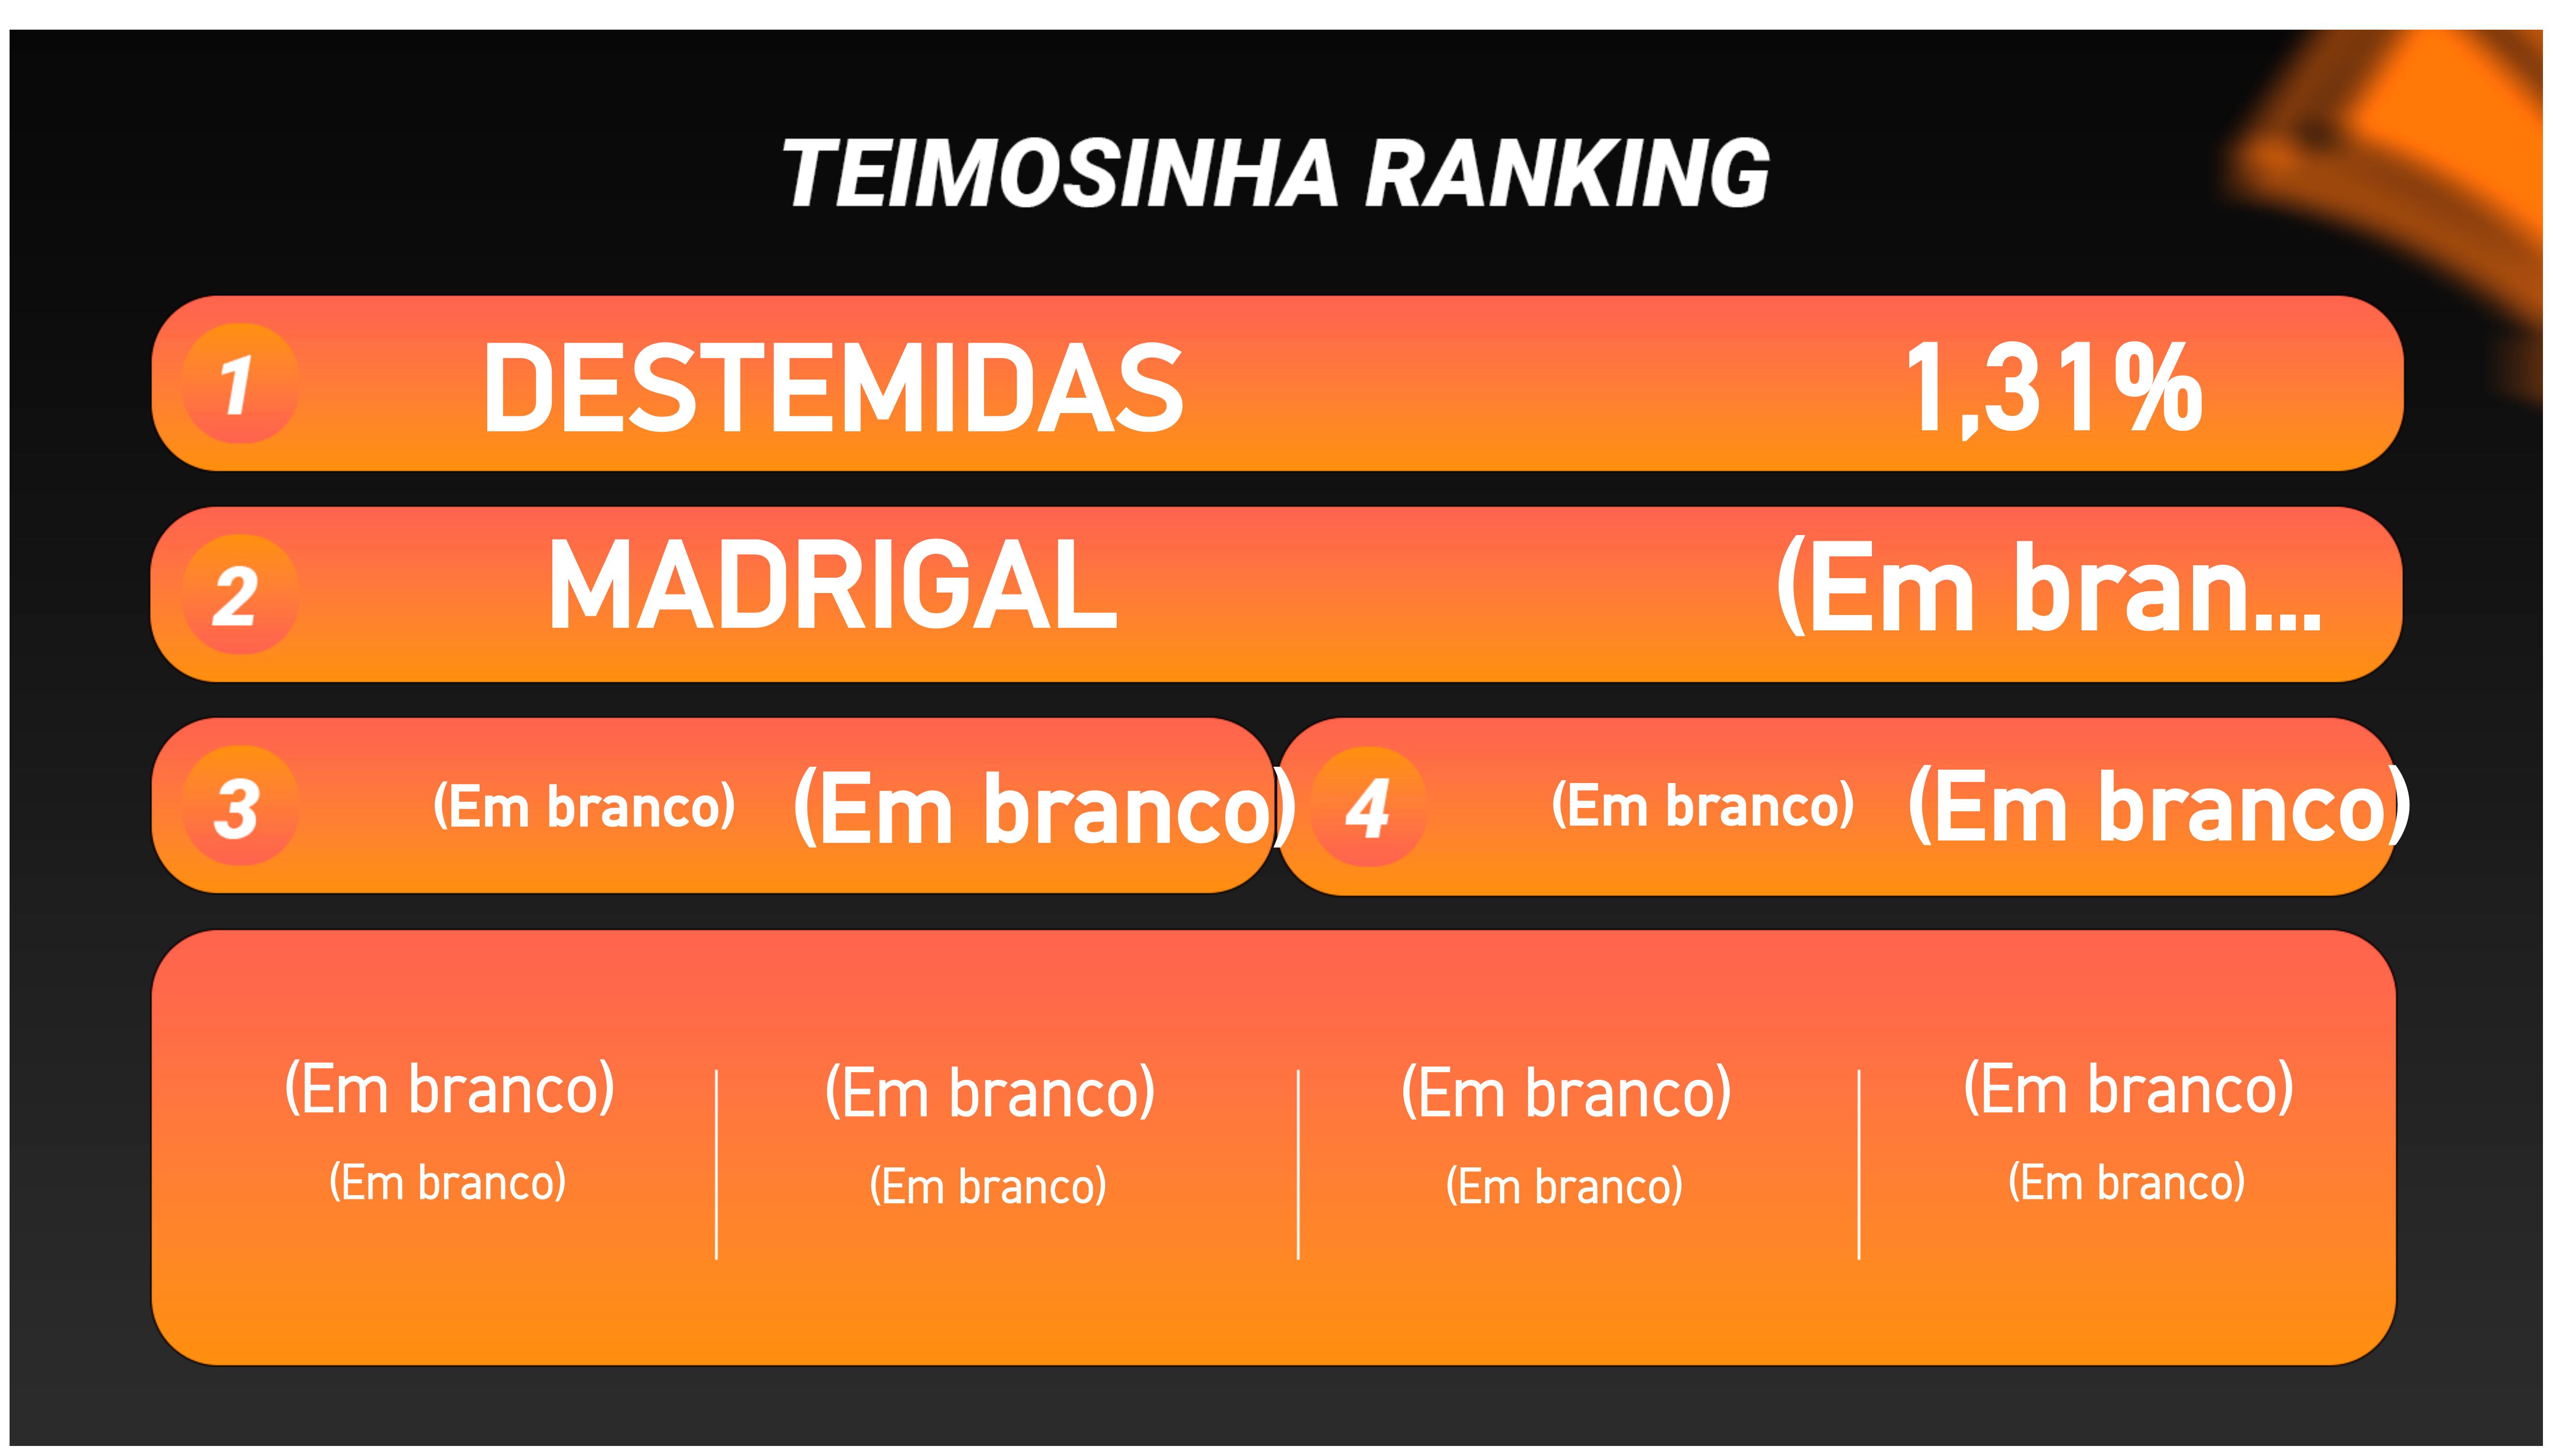 TEIMOSINHA RANKING
1 DESTEMIDAS 1,31%
2 MADRIGAL (Em bran...
3 (Em branco) (Em branco) 4 (Em branco) (Em branco)
(Em branco) (Em branco) (Em branco) (Em branco)
(Em branco) (Em branco) (Em branco) (Em branco)